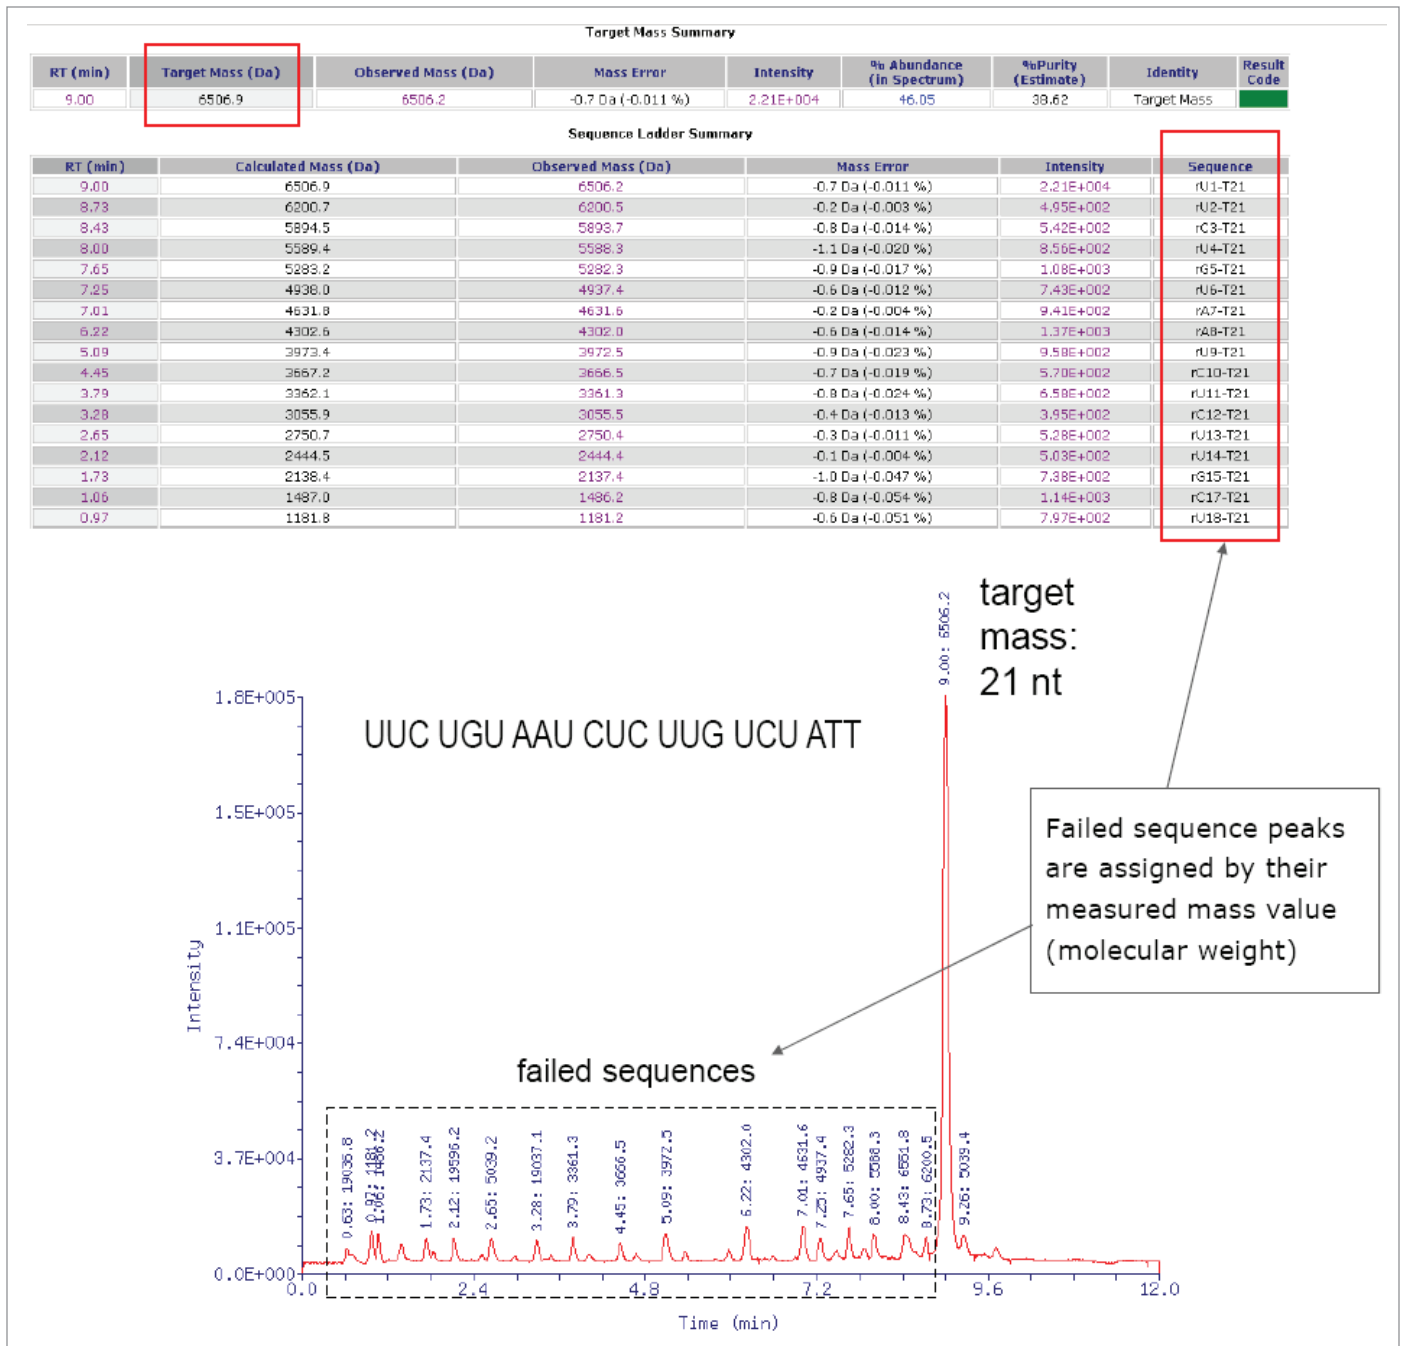 Target Mass Summary
RT (min) Target Mass (Da) Observed Mass (Da) Mass Error Intensity % Abundance (in Spectrum) %Purity (Estimate) Identity Result Code
9.00 6506.9 6506.2 -0.7 Da (-0.011 %) 2.21E+004 46.05 38.62 Target Mass
Sequence Ladder Summary
RT (min) Calculated Mass (Da) Observed Mass (Da) Mass Error Intensity Sequence
9.00 6506.9 6506.2 -0.7 Da (-0.011 %) 2.21E+004 rU1-T21
8.73 6200.7 6200.5 -0.2 Da (-0.003 %) 4.95E+002 rU2-T21
8.43 5894.5 5893.7 -0.8 Da (-0.014 %) 5.42E+002 rC3-T21
8.00 5589.4 5588.3 -1.1 Da (-0.020 %) 8.56E+002 rU4-T21
7.65 5283.2 5282.3 -0.9 Da (-0.017 %) 1.08E+003 rG5-T21
7.25 4938.0 4937.4 -0.6 Da (-0.012 %) 7.43E+002 rU6-T21
7.01 4631.8 4631.6 -0.2 Da (-0.004 %) 9.41E+002 rA7-T21
6.22 4302.6 4302.0 -0.6 Da (-0.014 %) 1.37E+003 rA8-T21
5.09 3973.4 3972.5 -0.9 Da (-0.023 %) 9.58E+002 rU9-T21
4.45 3667.2 3666.5 -0.7 Da (-0.019 %) 5.70E+002 rC10-T21
3.79 3362.1 3361.3 -0.8 Da (-0.024 %) 6.58E+002 rU11-T21
3.28 3055.9 3055.5 -0.4 Da (-0.013 %) 3.95E+002 rC12-T21
2.65 2750.7 2750.4 -0.3 Da (-0.011 %) 5.28E+002 rU13-T21
2.12 2444.5 2444.4 -0.1 Da (-0.004 %) 5.03E+002 rU14-T21
1.73 2138.4 2137.4 -1.0 Da (-0.047 %) 7.38E+002 rG15-T21
1.06 1487.0 1486.2 -0.8 Da (-0.054 %) 1.14E+003 rC17-T21
0.97 1181.8 1181.2 -0.6 Da (-0.051 %) 7.97E+002 rU18-T21
target
mass:
21 nt
9.00: 6506.2
UUC UGU AAU CUC UUG UCU ATT
Failed sequence peaks
are assigned by their
measured mass value
(molecular weight)
failed sequences
1.8E+005
1.5E+005
1.1E+005
7.4E+004
3.7E+004
0.0E+000
Intensity
0.63: 19036.8
0.97: 1181.2
1.06: 1486.2
1.73: 2137.4
2.12: 19596.2
2.65: 5039.2
3.28: 19037.1
3.79: 3361.3
4.45: 3666.5
5.09: 3972.5
6.22: 4302.0
7.01: 4631.6
7.25: 4937.4
7.65: 5282.3
8.00: 5588.3
8.43: 6551.8
8.73: 6200.5
9.26: 5039.4
0.0 2.4 4.8 7.2 9.6 12.0
Time (min)